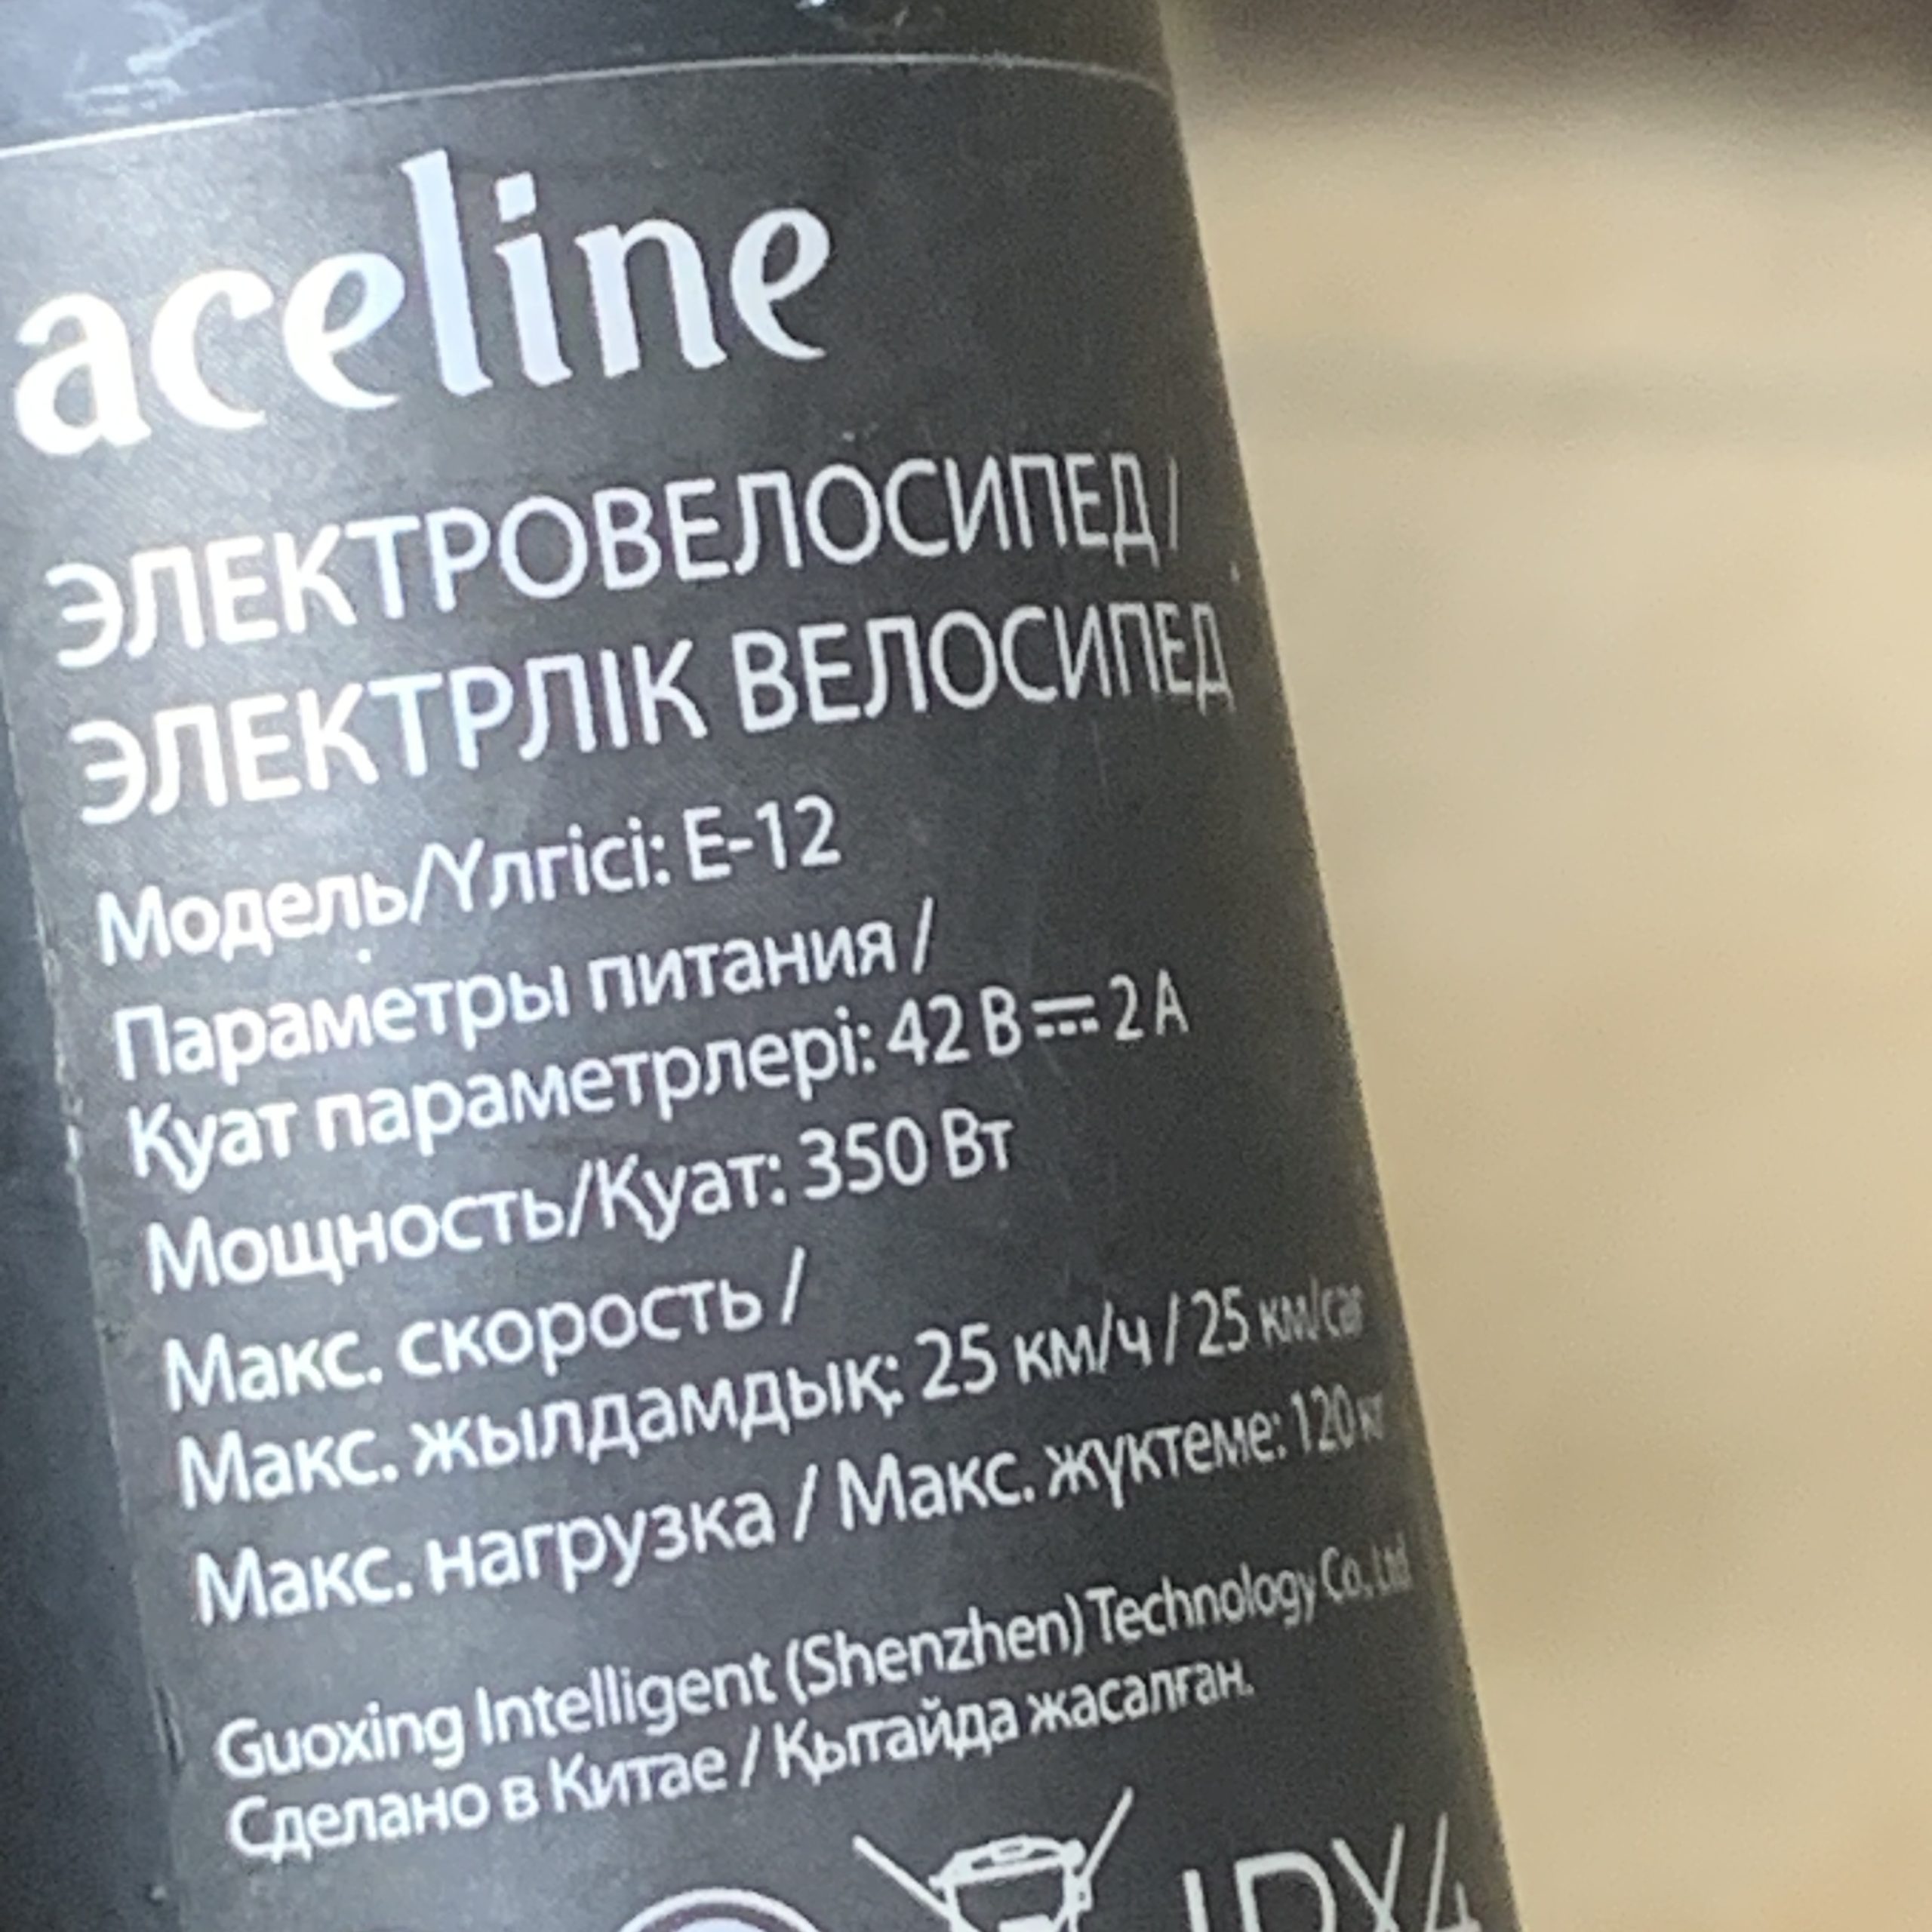 aceline
ЭЛЕКТРОВЕЛОСИПЕД /
ЭЛЕКТРЛІК ВЕЛОСИПЕД
Модель/Үлгісі: E-12
Параметры питания /
Қуат параметрлері: 42 В ⎓ 2 А
Мощность/Қуат: 350 Вт
Макс. скорость /
Макс. жылдамдық: 25 км/ч / 25 км/сағ
Макс. нагрузка / Макс. жүктеме: 120 кг
Guoxing Intelligent (Shenzhen) Technology Co., Ltd
Сделано в Китае / Қытайда жасалған.
IPX4